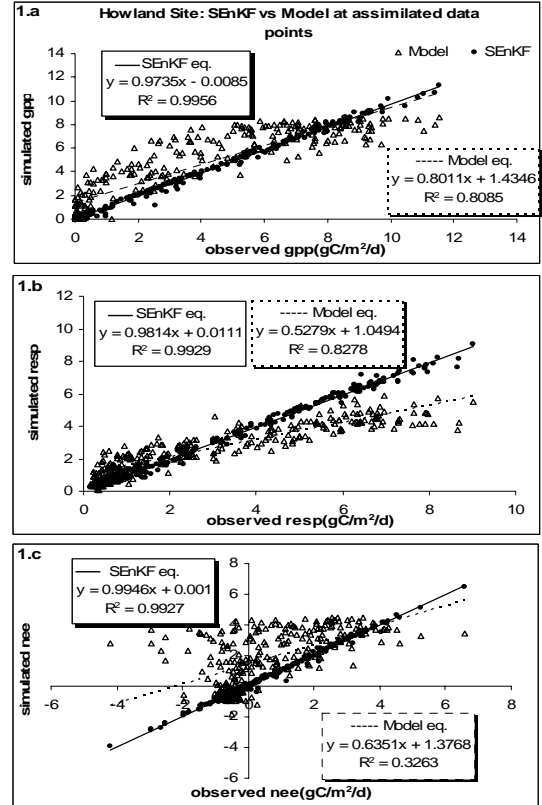 1.a
Howland Site: SEnKF vs Model at assimilated data
points
14
12
10
8
6
4
2
0
simulated gpp
SEnKF eq.
y = 0.9735x - 0.0085
R² = 0.9956
Model
SEnKF
Model eq.
y = 0.8011x + 1.4346
R² = 0.8085
0 2 4 6 8 10 12 14
observed gpp(gC/m²/d)
1.b
12
10
8
6
4
2
0
simulated resp
SEnKF eq.
y = 0.9814x + 0.0111
R² = 0.9929
Model eq.
y = 0.5279x + 1.0494
R² = 0.8278
0 2 4 6 8 10
observed resp(gC/m²/d)
1.c
8
6
4
2
-2
-4
-6
simulated nee
SEnKF eq.
y = 0.9946x + 0.001
R² = 0.9927
-6 -4 -2 0 2 4 6 8
Model eq.
y = 0.6351x + 1.3768
R² = 0.3263
observed nee(gC/m²/d)